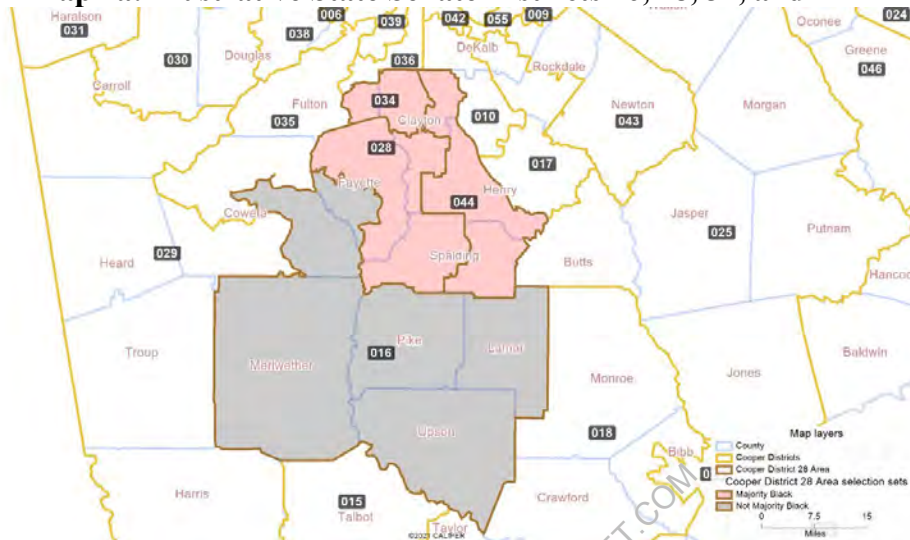 Haralson
031
030
Carroll
Douglas
006
038
039
036
042
055
009
DeKalb
Rockdale
Oconee
024
Greene
046
Fulton
035
034
Clayton
010
Newton
043
Morgan
028
017
Fayette
Henry
044
Coweta
Jasper
025
Putnam
Hancoc
Heard
029
Spalding
Butts
Troup
Meriwether
016
Pike
Lamar
Monroe
Jones
Baldwin
Upson
018
Bibb
Harris
015
Talbot
Taylor
Crawford
ET.COM
©2023 CALIPER
Map layers
County
Cooper Districts
Cooper District 28 Area
Cooper District 28 Area selection sets
Majority Black
Not Majority Black
0 7.5 15
Miles